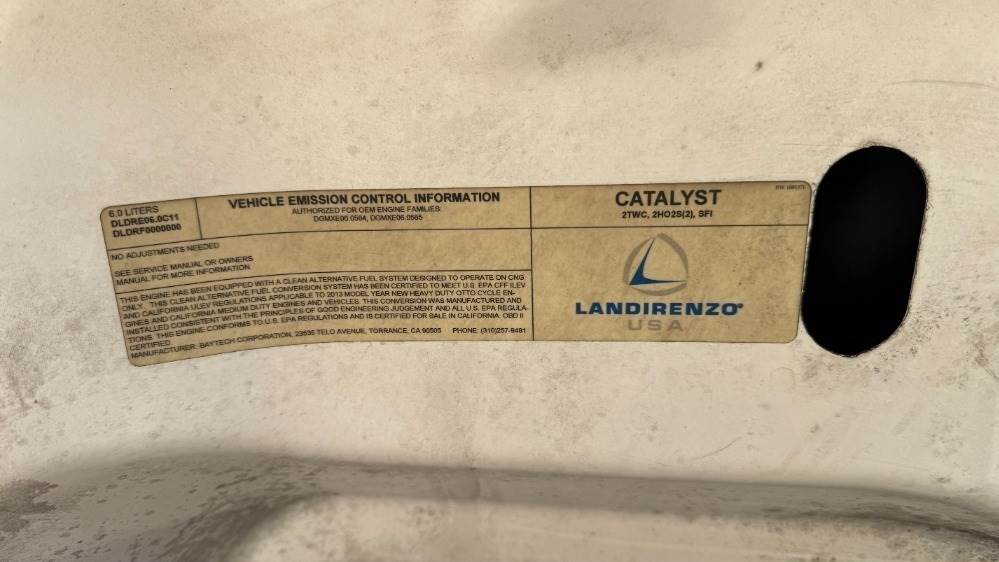 6.0 LITERS
DLDRE06.0C11
DLDRF0000000
VEHICLE EMISSION CONTROL INFORMATION
AUTHORIZED FOR OEM ENGINE FAMILIES:
DGMXE06.0584, DGMXE06.0585
NO ADJUSTMENTS NEEDED
SEE SERVICE MANUAL OR OWNERS
MANUAL FOR MORE INFORMATION
THIS ENGINE HAS BEEN EQUIPPED WITH A CLEAN ALTERNATIVE FUEL SYSTEM DESIGNED TO OPERATE ON CNG
ONLY. THIS CLEAN ALTERNATIVE FUEL CONVERSION SYSTEM HAS BEEN CERTIFIED TO MEET U.S. EPA CFF ILEV
AND CALIFORNIA ULEV REGULATIONS APPLICABLE TO 2013 MODEL YEAR NEW HEAVY DUTY OTTO CYCLE EN-
GINES AND CALIFORNIA MEDIUM DUTY ENGINES AND VEHICLES. THIS CONVERSION WAS MANUFACTURED AND
INSTALLED CONSISTENT WITH THE PRINCIPLES OF GOOD ENGINEERING JUDGEMENT AND ALL U.S. EPA REGULA-
TIONS. THIS ENGINE CONFORMS TO U.S. EPA REGULATIONS AND IS CERTIFIED FOR SALE IN CALIFORNIA. OBD II
CERTIFIED.
MANUFACTURER: BAYTECH CORPORATION, 23535 TELO AVENUE, TORRANCE, CA 90505 PHONE: (310)257-8481
CATALYST
2TWC, 2HO2S(2), SFI
LANDIRENZO®
USA